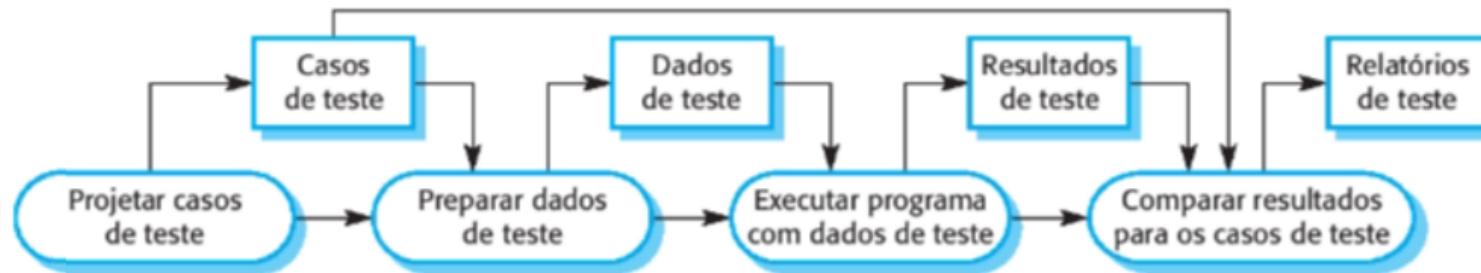 Casos
de teste
Dados
de teste
Resultados
de teste
Relatórios
de teste
Projetar casos
de teste
Preparar dados
de teste
Executar programa
com dados de teste
Comparar resultados
para os casos de teste